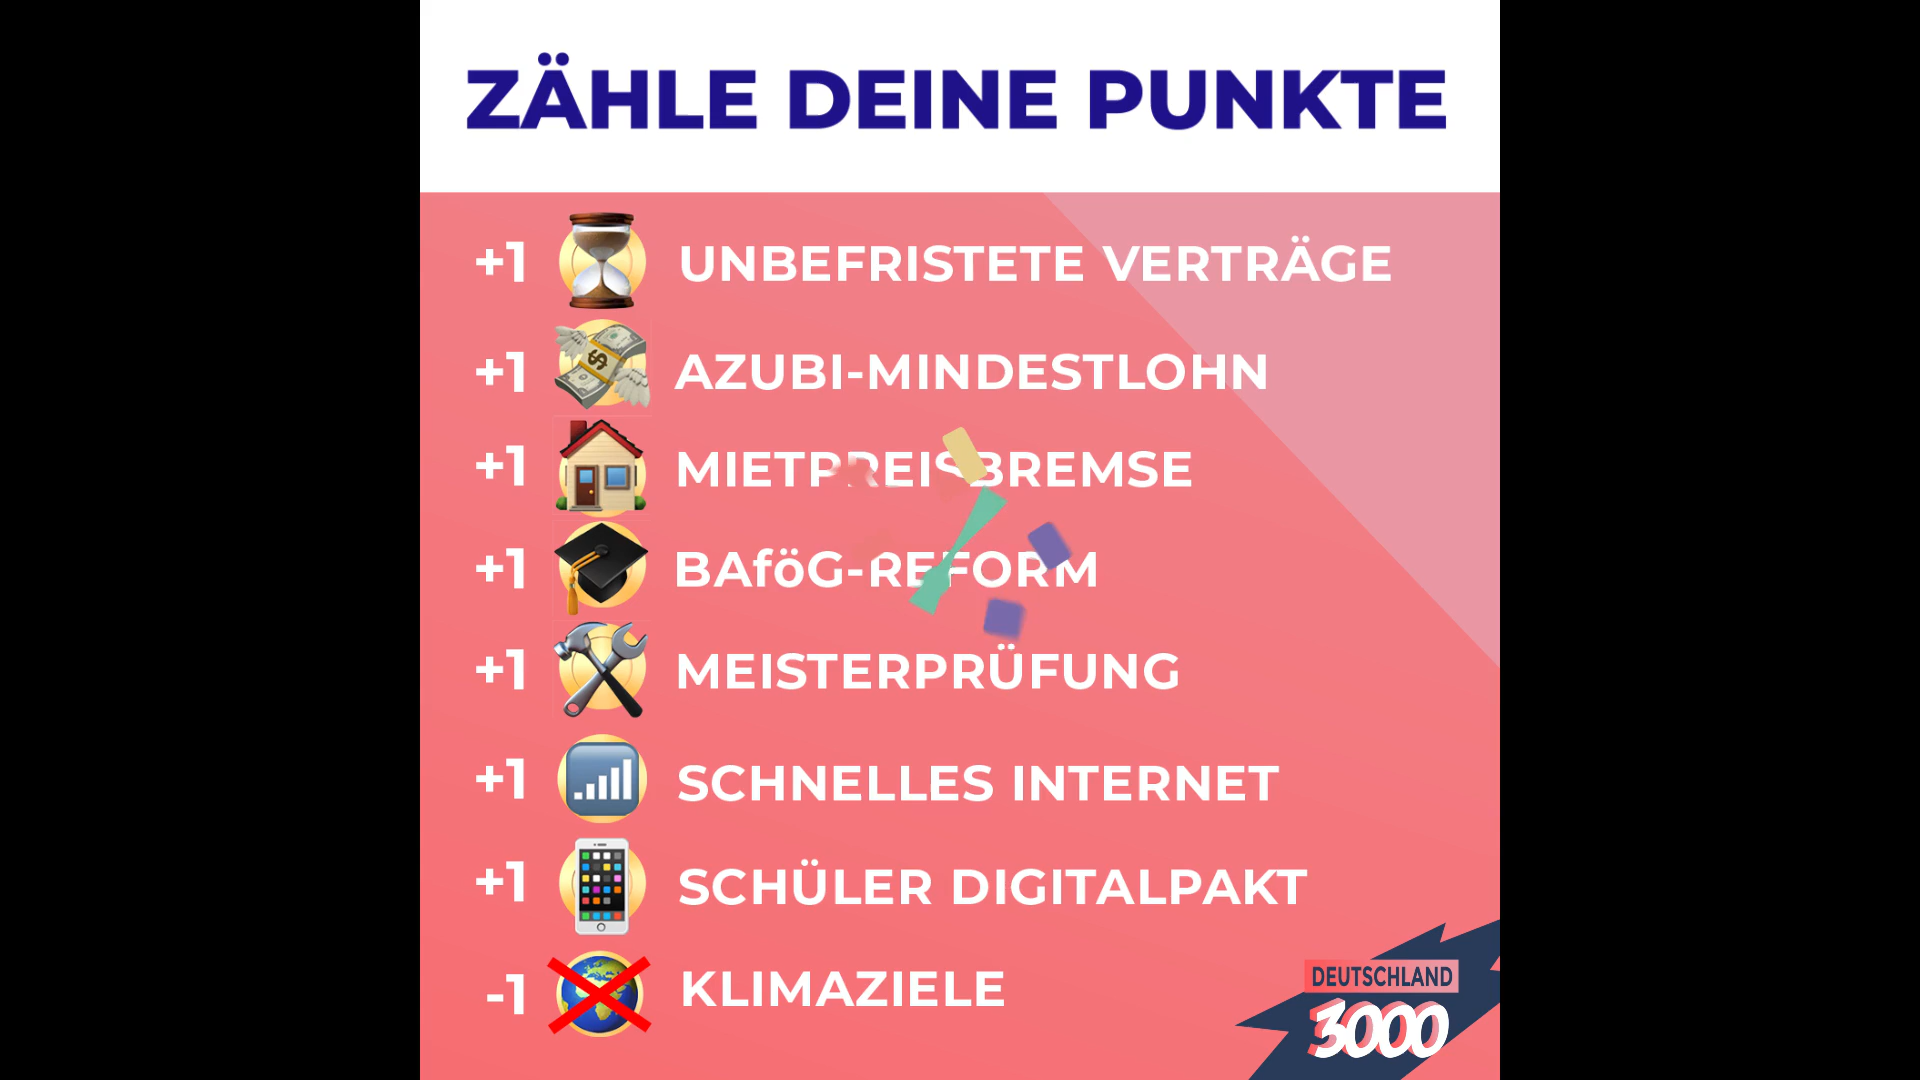 ZÄHLE DEINE PUNKTE
+1 UNBEFRISTETE VERTRÄGE
+1 AZUBI-MINDESTLOHN
+1 MIETPREISBREMSE
+1 BAföG-REFORM
+1 MEISTERPRÜFUNG
+1 SCHNELLES INTERNET
+1 SCHÜLER DIGITALPAKT
-1 KLIMAZIELE
DEUTSCHLAND
3000